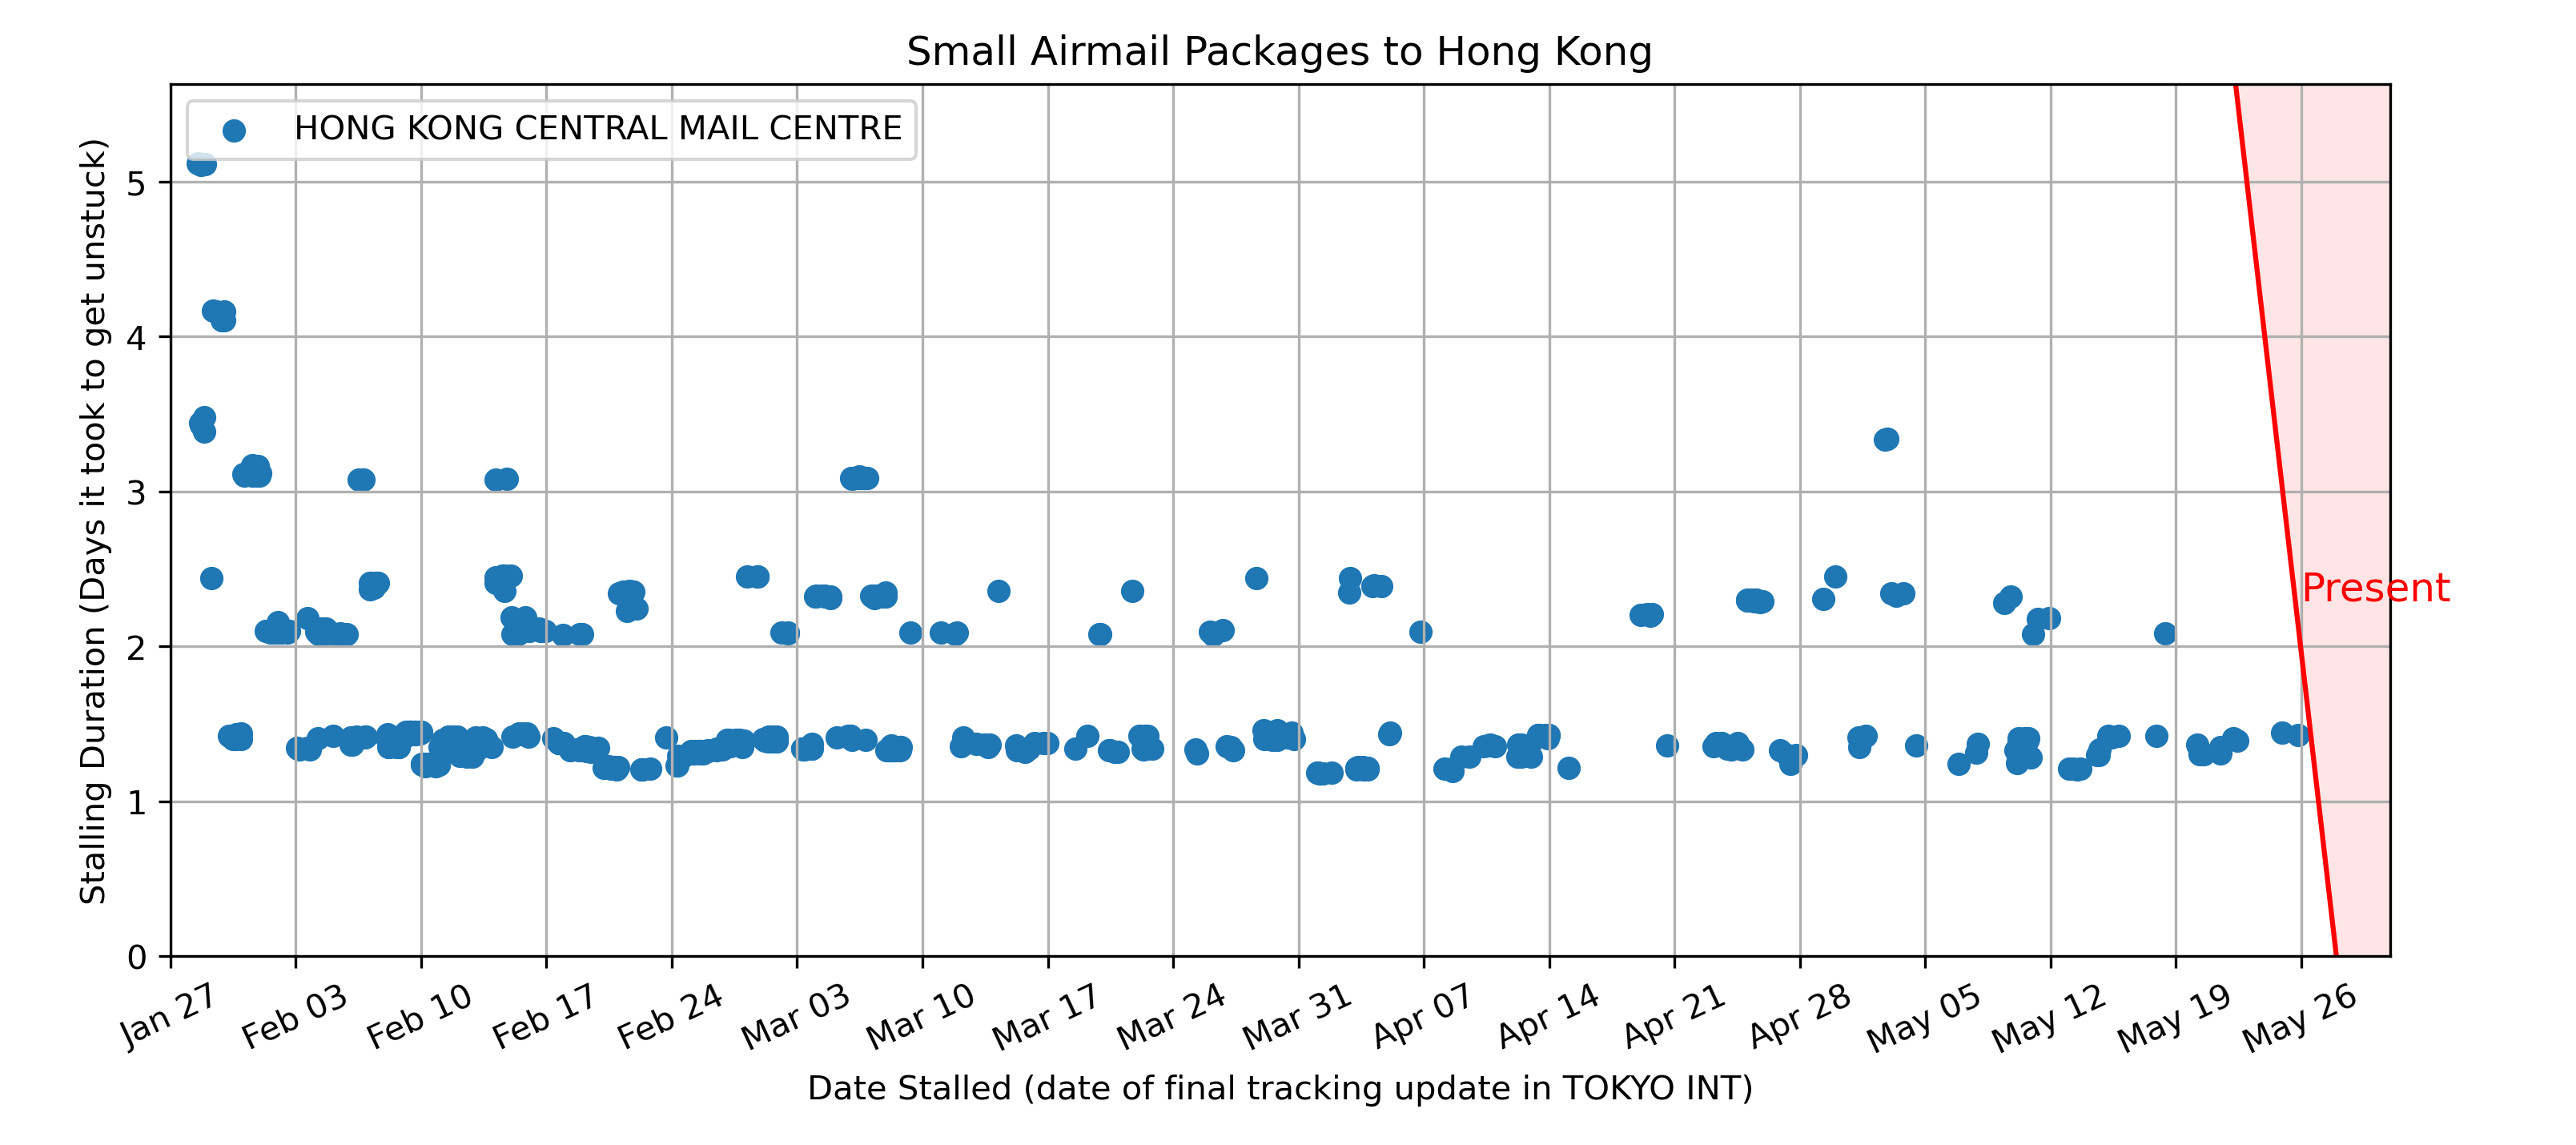 Small Airmail Packages to Hong Kong
HONG KONG CENTRAL MAIL CENTRE
Stalling Duration (Days it took to get unstuck)
5
4
3
2
1
0
Present
Jan 27
Feb 03
Feb 10
Feb 17
Feb 24
Mar 03
Mar 10
Mar 17
Mar 24
Mar 31
Apr 07
Apr 14
Apr 21
Apr 28
May 05
May 12
May 19
May 26
Date Stalled (date of final tracking update in TOKYO INT)